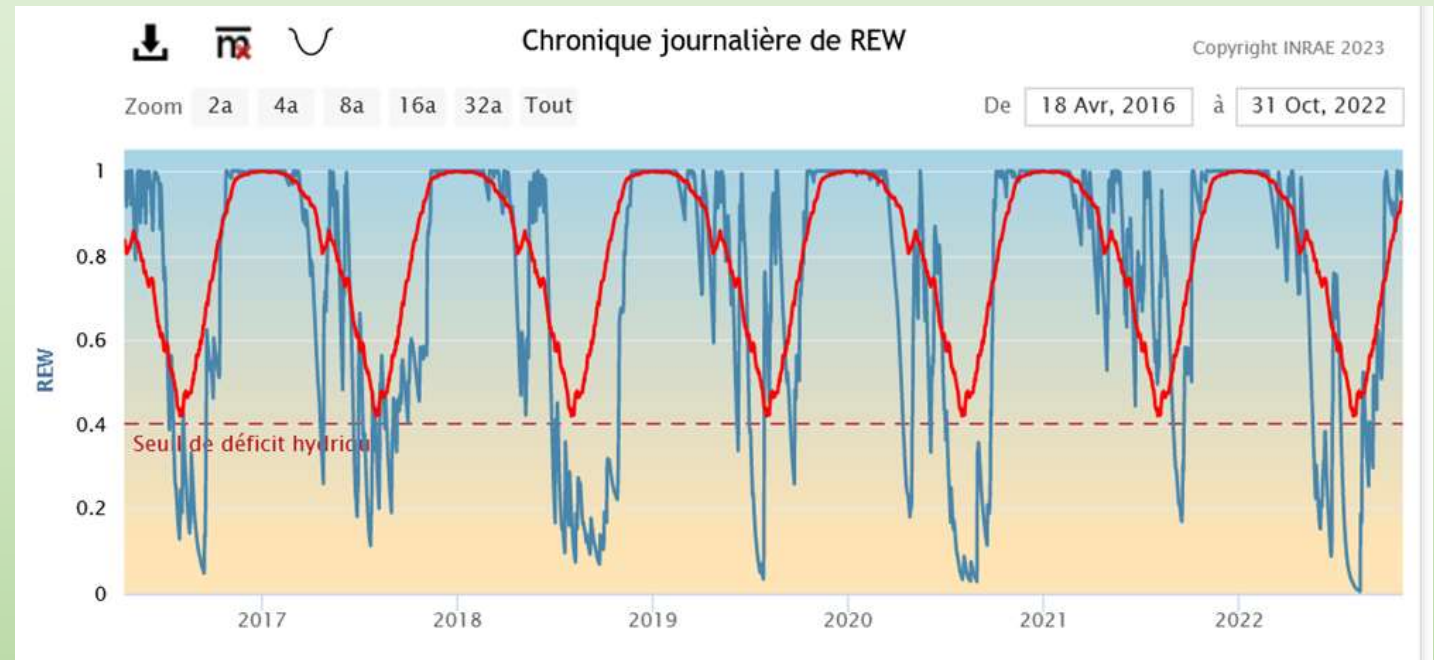 Chronique journalière de REW
Copyright INRAE 2023
Zoom 2a 4a 8a 16a 32a Tout
De 18 Avr, 2016 à 31 Oct, 2022
1
0.8
0.6
0.4
0.2
0
REW
Seuil de déficit hydrique
2017 2018 2019 2020 2021 2022